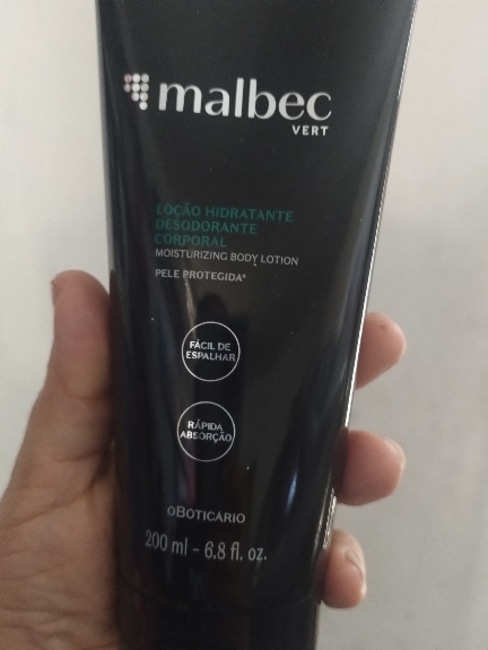 malbec
VERT
LOÇÃO HIDRATANTE
DESODORANTE
CORPORAL
MOISTURIZING BODY LOTION
PELE PROTEGIDA*
FÁCIL DE
ESPALHAR
RÁPIDA
ABSORÇÃO
oBOTICÁRIO
200 ml - 6.8 fl. oz.